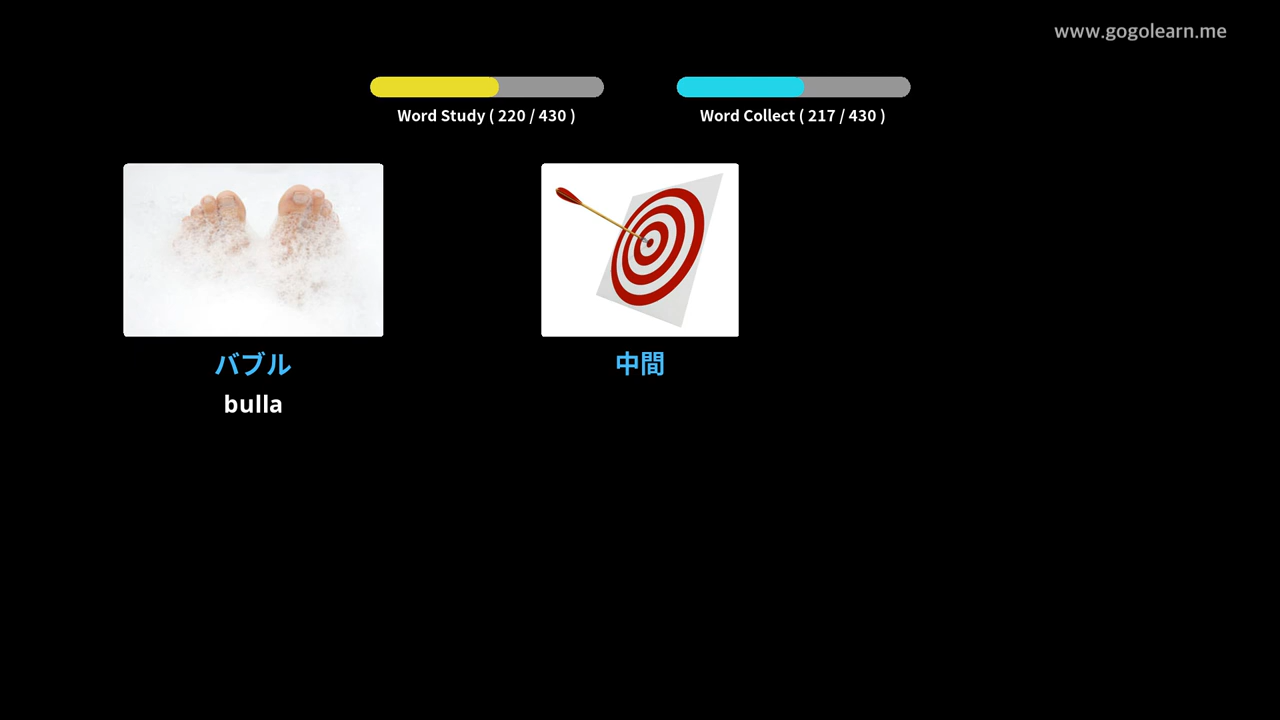 www.gogolearn.me
Word Study ( 220 / 430 )
Word Collect ( 217 / 430 )
バブル
中間
bulla